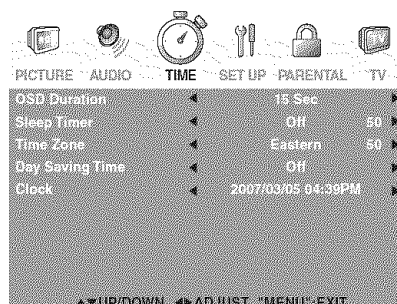 PICTURE AUDIO TIME SET UP PARENTAL TV
OSD Duration 15 Sec
Sleep Timer Off 50
Time Zone Eastern 50
Day Saving Time Off
Clock 2007/03/05 04:39PM
▲▼UP/DOWN ◀▶ADJUST "MENU":EXIT